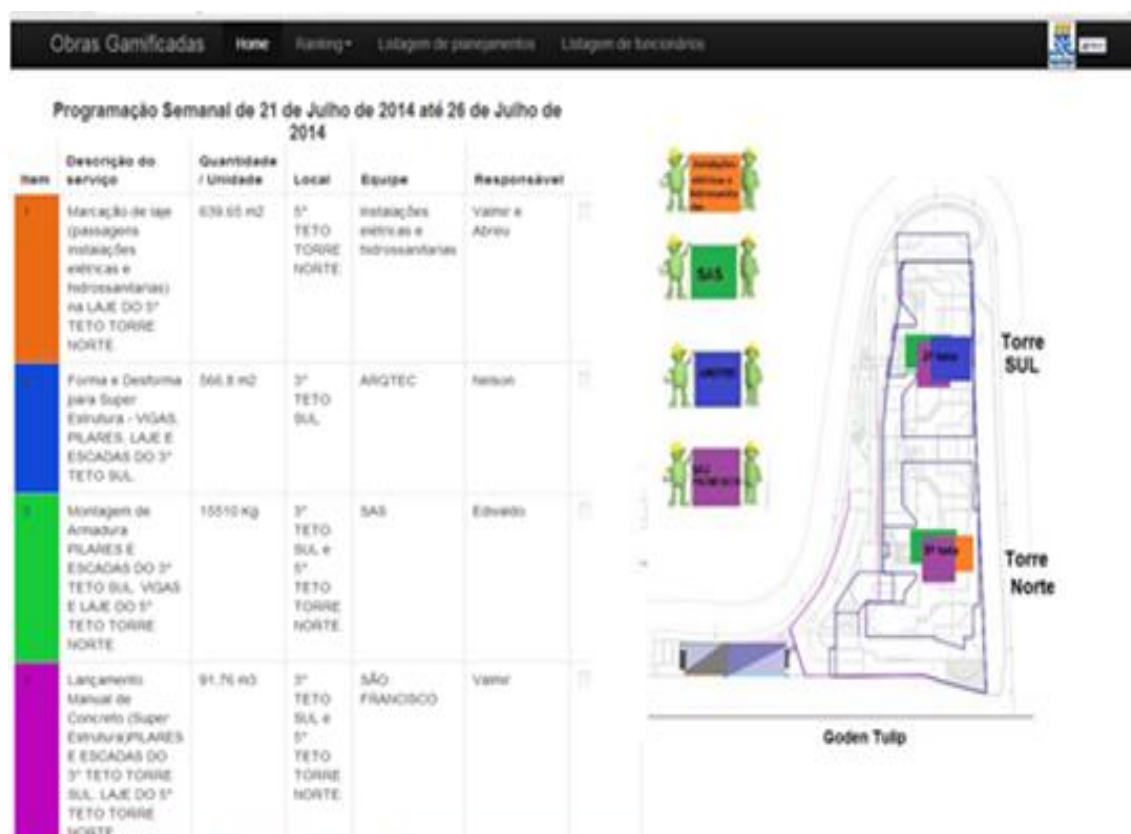 Obras Gamificadas Home Ranking Listagem de planejamentos Listagem de funcionários
Programação Semanal de 21 de Julho de 2014 até 26 de Julho de
2014
Item
Descrição do
serviço
Quantidade
/ Unidade
Local
Equipe
Responsável
1
Marcação de laje
(passagens
instalações
elétricas e
hidrossanitarias)
na LAJE DO 5°
TETO TORRE
NORTE
639.65 m2
5°
TETO
TORRE
NORTE
Instalações
elétricas e
hidrossanitarias
Valmir e
Abreu
2
Forma e Desforma
para Super
Estrutura - VIGAS,
PILARES, LAJE E
ESCADAS DO 3°
TETO SUL
566.8 m2
3°
TETO
SUL
ARQTEC
Nelson
3
Montagem de
Armadura
PILARES E
ESCADAS DO 3°
TETO SUL. VIGAS
E LAJE DO 5°
TETO TORRE
NORTE
15510 Kg
3°
TETO
SUL e
5°
TETO
TORRE
NORTE
SAS
Edivaldo
Lançamento
Manual de
Concreto (Super
Estrutura)PILARES
E ESCADAS DO
3° TETO TORRE
SUL. LAJE DO 5°
TETO TORRE
NORTE
91.76 m3
3°
TETO
SUL e
5°
TETO
TORRE
NORTE
SÃO
FRANCISCO
Valmir
Instalações
elétricas e
SAS
Torre
SUL
Torre
Norte
Goden Tulip